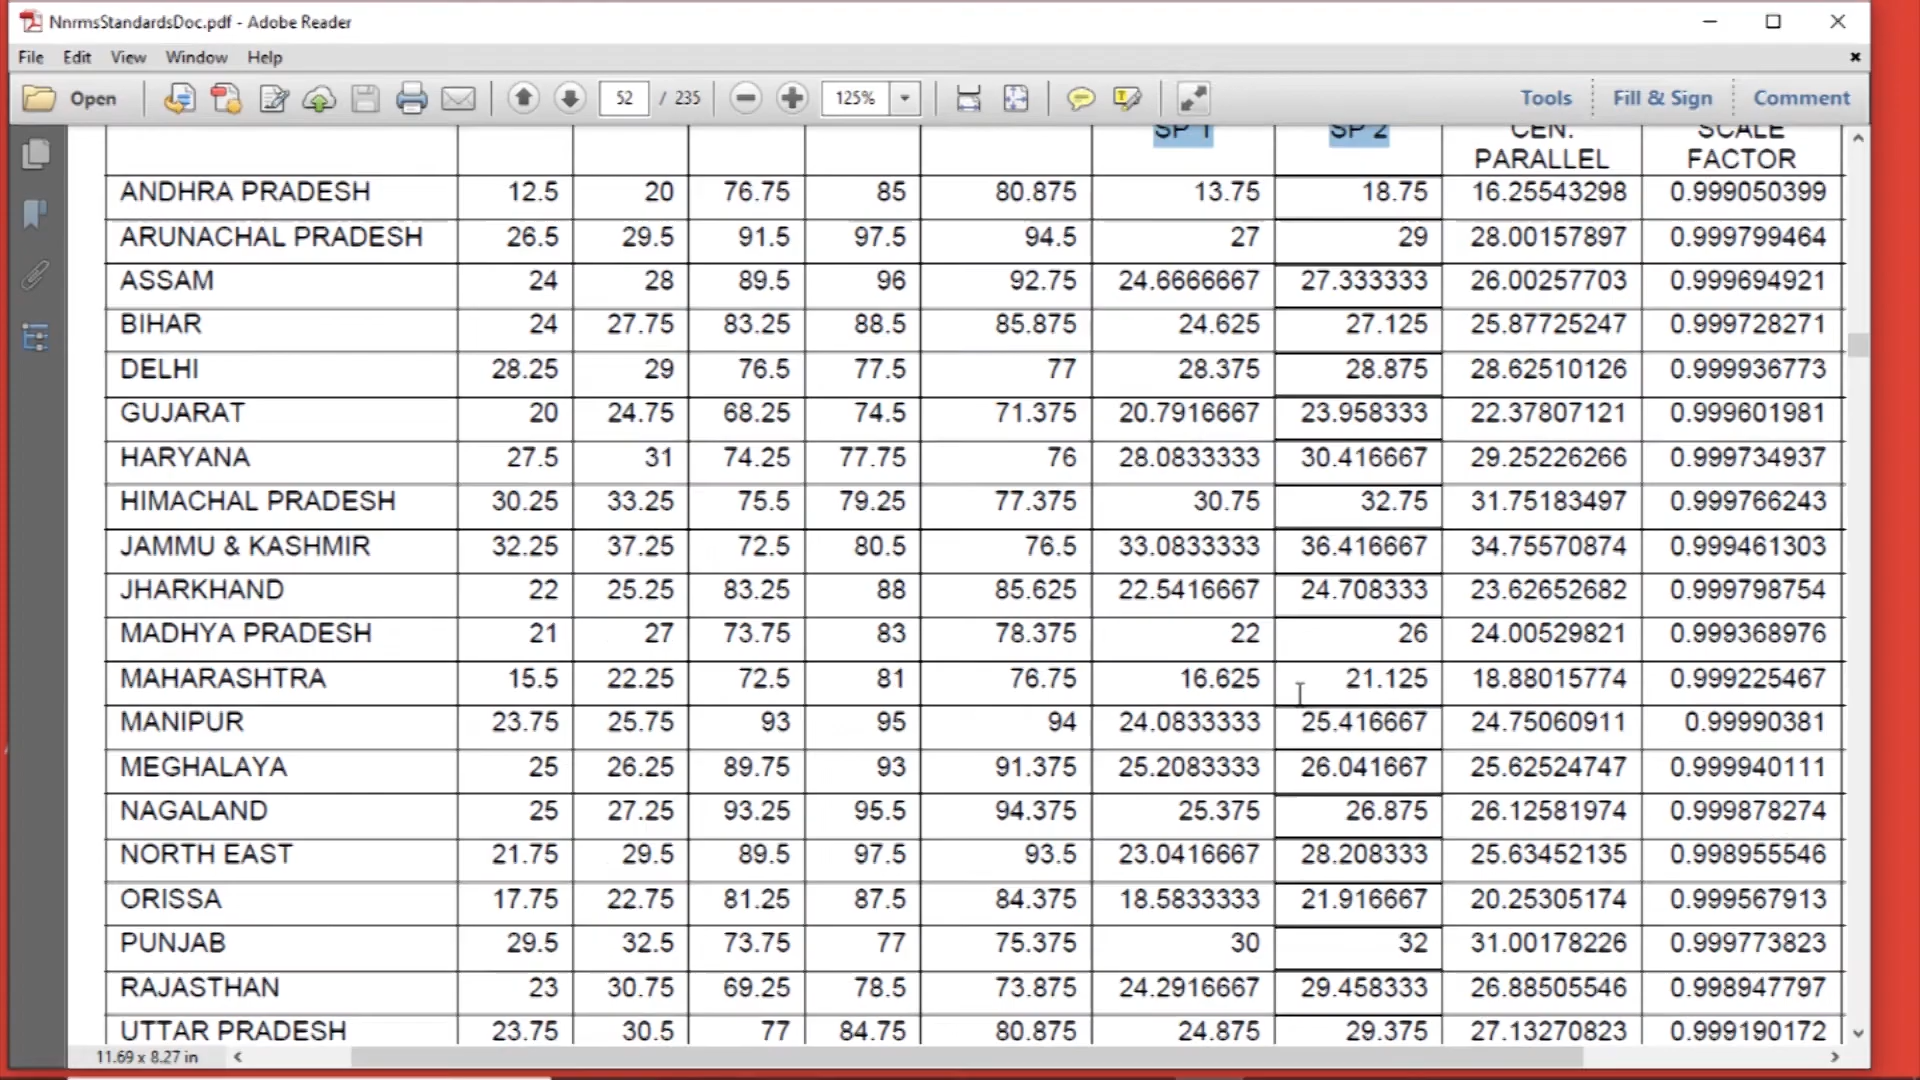 NnrmsStandardsDoc.pdf - Adobe Reader
File Edit View Window Help
Open 52 / 235 125% Tools Fill & Sign Comment
SP 1 SP 2 CEN. PARALLEL SCALE FACTOR
ANDHRA PRADESH 12.5 20 76.75 85 80.875 13.75 18.75 16.25543298 0.999050399
ARUNACHAL PRADESH 26.5 29.5 91.5 97.5 94.5 27 29 28.00157897 0.999799464
ASSAM 24 28 89.5 96 92.75 24.6666667 27.333333 26.00257703 0.999694921
BIHAR 24 27.75 83.25 88.5 85.875 24.625 27.125 25.87725247 0.999728271
DELHI 28.25 29 76.5 77.5 77 28.375 28.875 28.62510126 0.999936773
GUJARAT 20 24.75 68.25 74.5 71.375 20.7916667 23.958333 22.37807121 0.999601981
HARYANA 27.5 31 74.25 77.75 76 28.0833333 30.416667 29.25226266 0.999734937
HIMACHAL PRADESH 30.25 33.25 75.5 79.25 77.375 30.75 32.75 31.75183497 0.999766243
JAMMU & KASHMIR 32.25 37.25 72.5 80.5 76.5 33.0833333 36.416667 34.75570874 0.999461303
JHARKHAND 22 25.25 83.25 88 85.625 22.5416667 24.708333 23.62652682 0.999798754
MADHYA PRADESH 21 27 73.75 83 78.375 22 26 24.00529821 0.999368976
MAHARASHTRA 15.5 22.25 72.5 81 76.75 16.625 21.125 18.88015774 0.999225467
MANIPUR 23.75 25.75 93 95 94 24.0833333 25.416667 24.75060911 0.99990381
MEGHALAYA 25 26.25 89.75 93 91.375 25.2083333 26.041667 25.62524747 0.999940111
NAGALAND 25 27.25 93.25 95.5 94.375 25.375 26.875 26.12581974 0.999878274
NORTH EAST 21.75 29.5 89.5 97.5 93.5 23.0416667 28.208333 25.63452135 0.998955546
ORISSA 17.75 22.75 81.25 87.5 84.375 18.5833333 21.916667 20.25305174 0.999567913
PUNJAB 29.5 32.5 73.75 77 75.375 30 32 31.00178226 0.999773823
RAJASTHAN 23 30.75 69.25 78.5 73.875 24.2916667 29.458333 26.88505546 0.998947797
UTTAR PRADESH 23.75 30.5 77 84.75 80.875 24.875 29.375 27.13270823 0.999190172
11.69 x 8.27 in